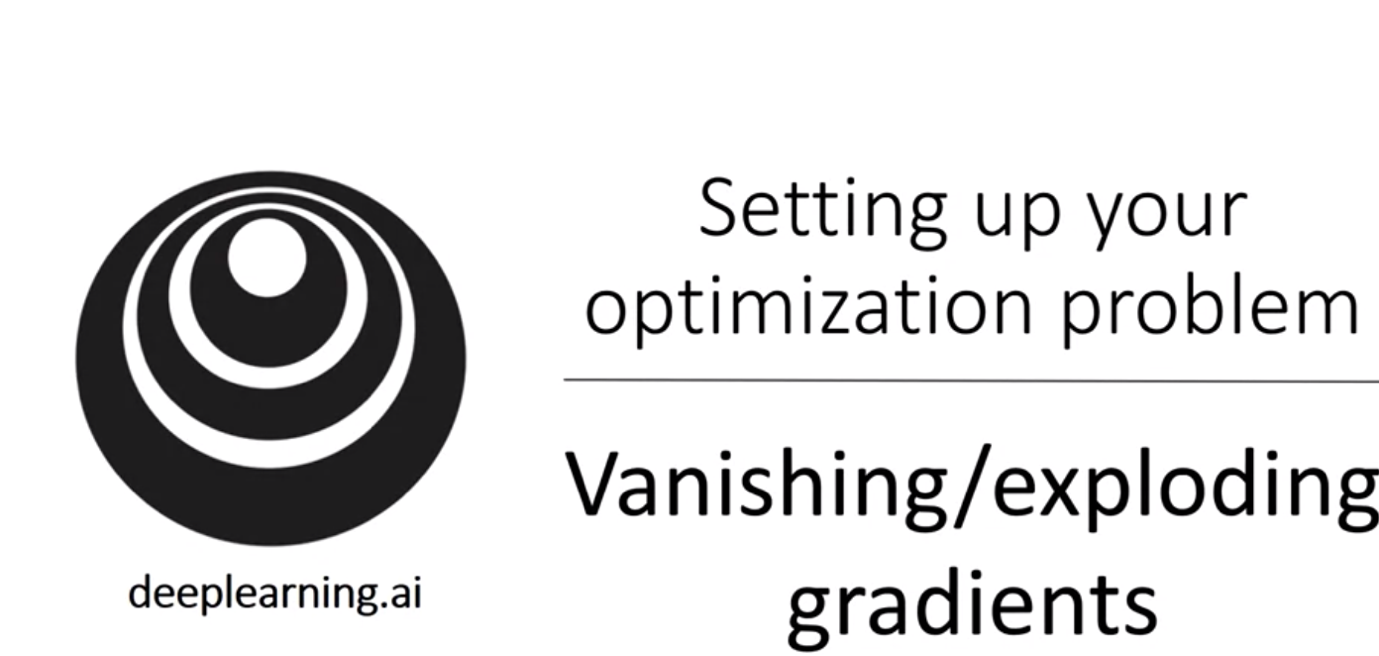 Setting up your
optimization problem
Vanishing/exploding
gradients
deeplearning.ai